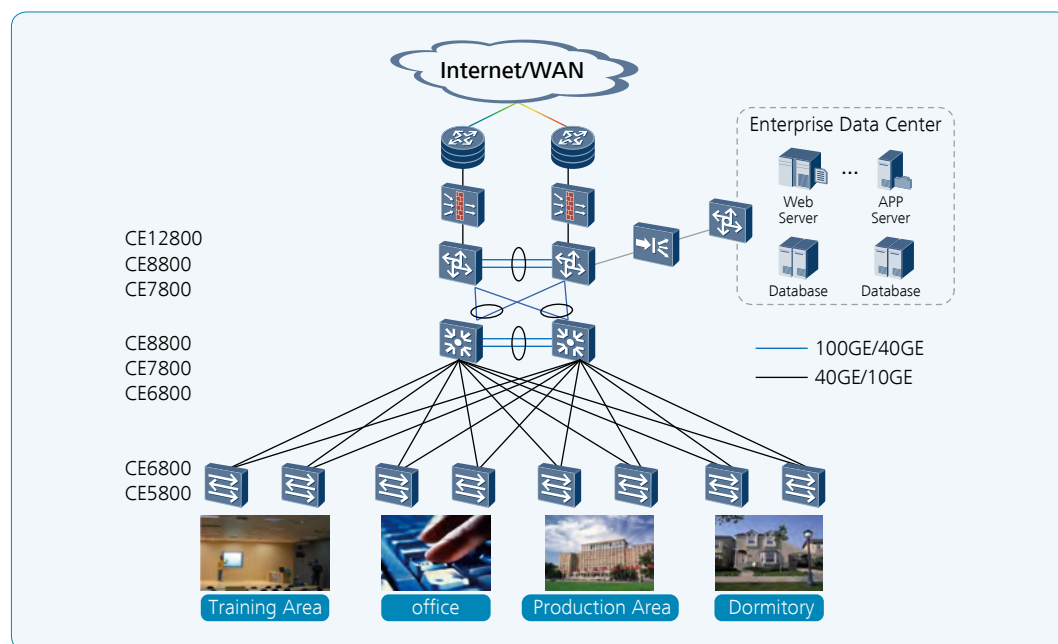 Internet/WAN
Enterprise Data Center
...
Web
Server
APP
Server
Database
Database
CE12800
CE8800
CE7800
CE8800
CE7800
CE6800
100GE/40GE
40GE/10GE
CE6800
CE5800
Training Area
office
Production Area
Dormitory